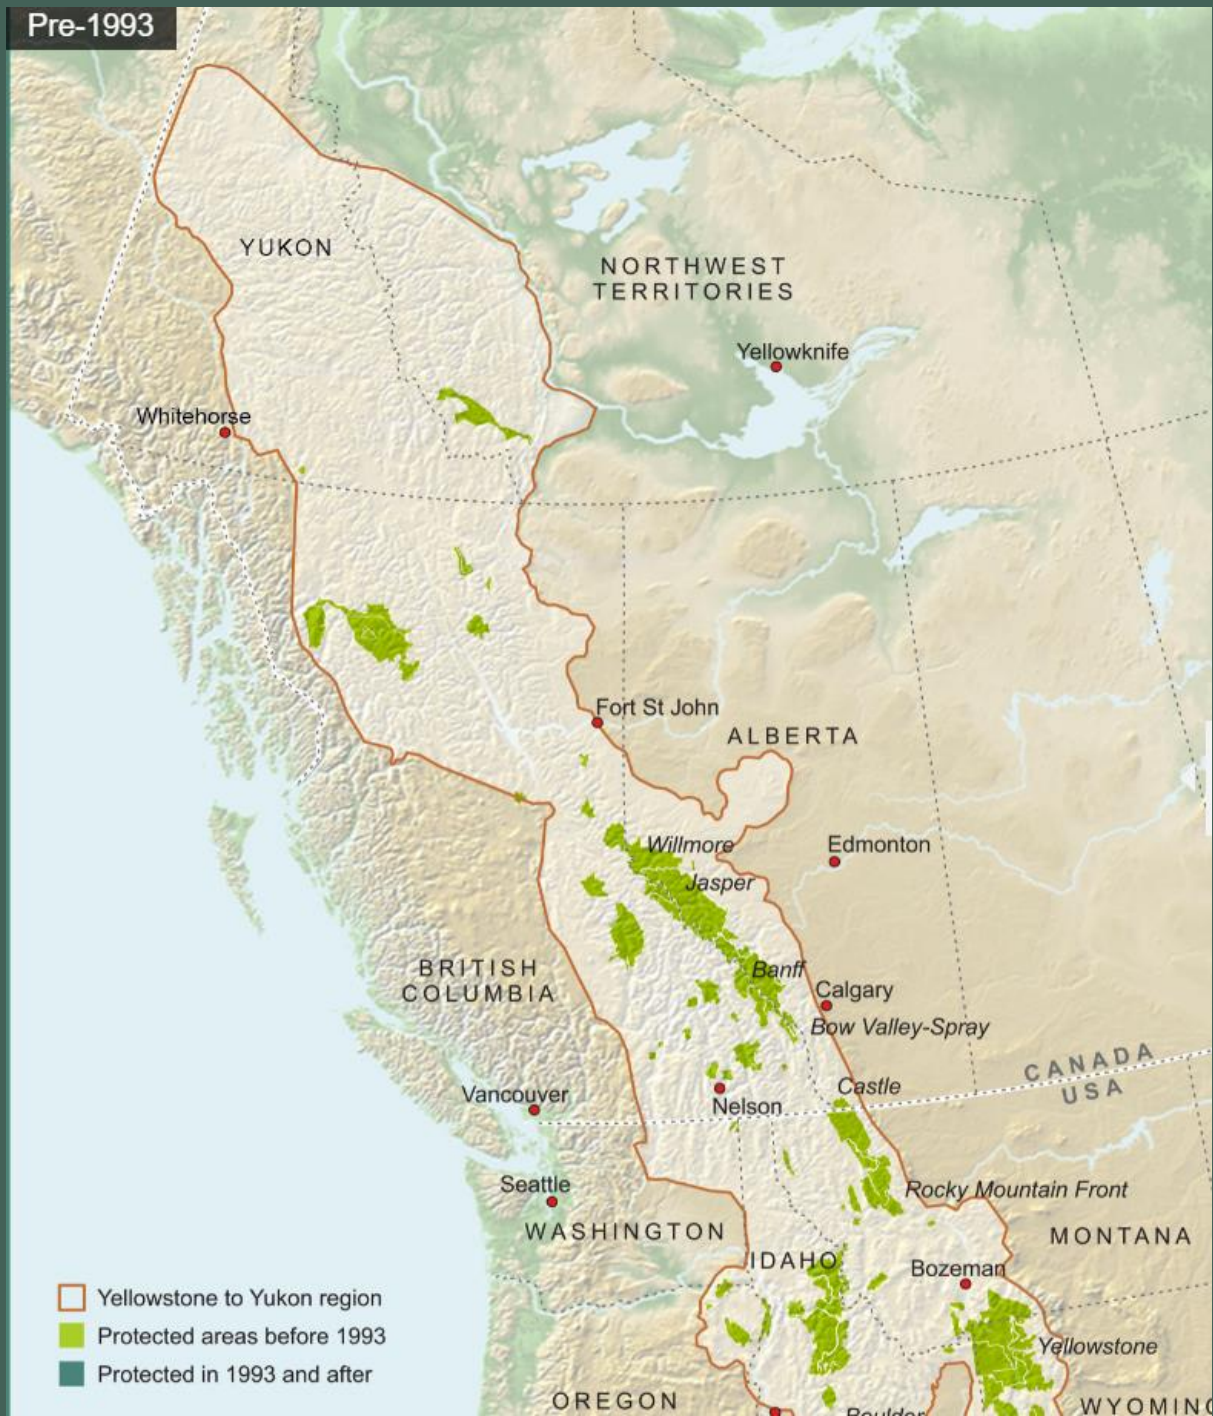 Pre-1993
YUKON
NORTHWEST
TERRITORIES
Yellowknife
Whitehorse
Fort St John
ALBERTA
Willmore
Edmonton
Jasper
BRITISH
COLUMBIA
Banff
Calgary
Bow Valley-Spray
CANADA
USA
Castle
Vancouver
Nelson
Seattle
Rocky Mountain Front
WASHINGTON
MONTANA
IDAHO
Bozeman
Yellowstone to Yukon region
Protected areas before 1993
Protected in 1993 and after
Yellowstone
OREGON
Boulder
WYOMING